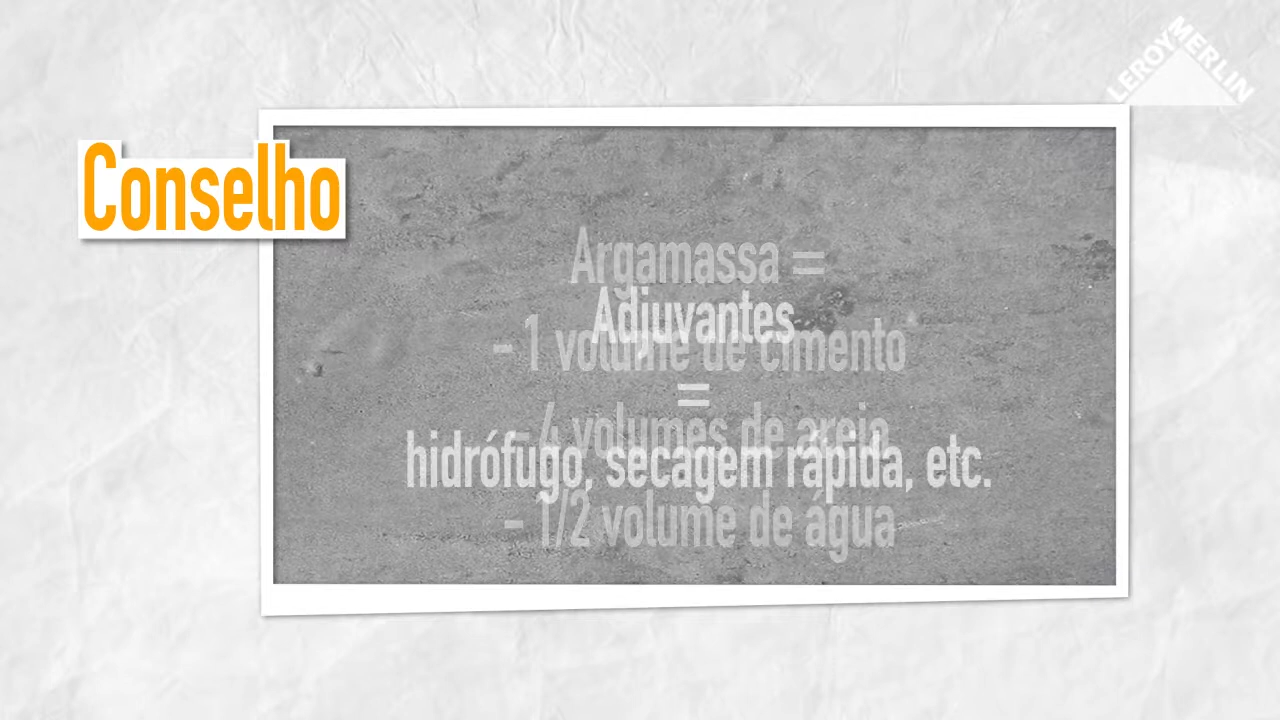 LEROY MERLIN
Conselho
Argamassa =
- 1 volume de cimento
- 4 volumes de areia
- 1/2 volume de água
Adjuvantes
=
hidrófugo, secagem rápida, etc.